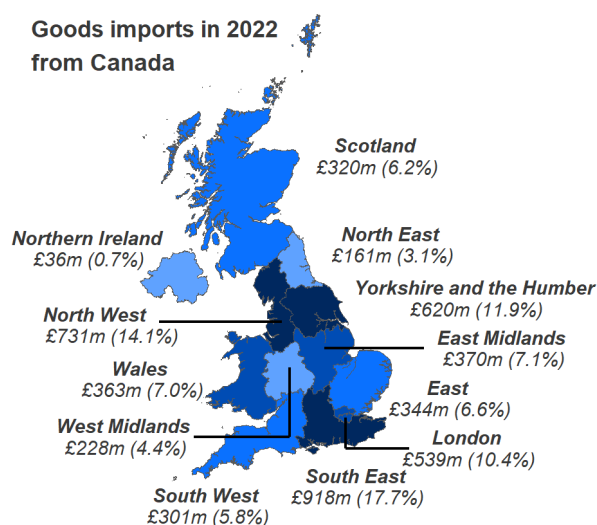 Goods imports in 2022
from Canada
Scotland
£320m (6.2%)
Northern Ireland
£36m (0.7%)
North East
£161m (3.1%)
Yorkshire and the Humber
£620m (11.9%)
North West
£731m (14.1%)
East Midlands
£370m (7.1%)
Wales
£363m (7.0%)
East
£344m (6.6%)
West Midlands
£228m (4.4%)
London
£539m (10.4%)
South East
£918m (17.7%)
South West
£301m (5.8%)